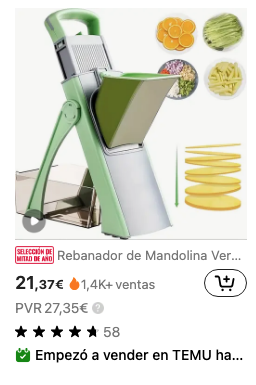 SELECCIÓN DE
MITAD DE AÑO Rebanador de Mandolina Ver...
21,37€ 1,4K+ ventas
PVR 27,35€ ?
58
Empezó a vender en TEMU ha...